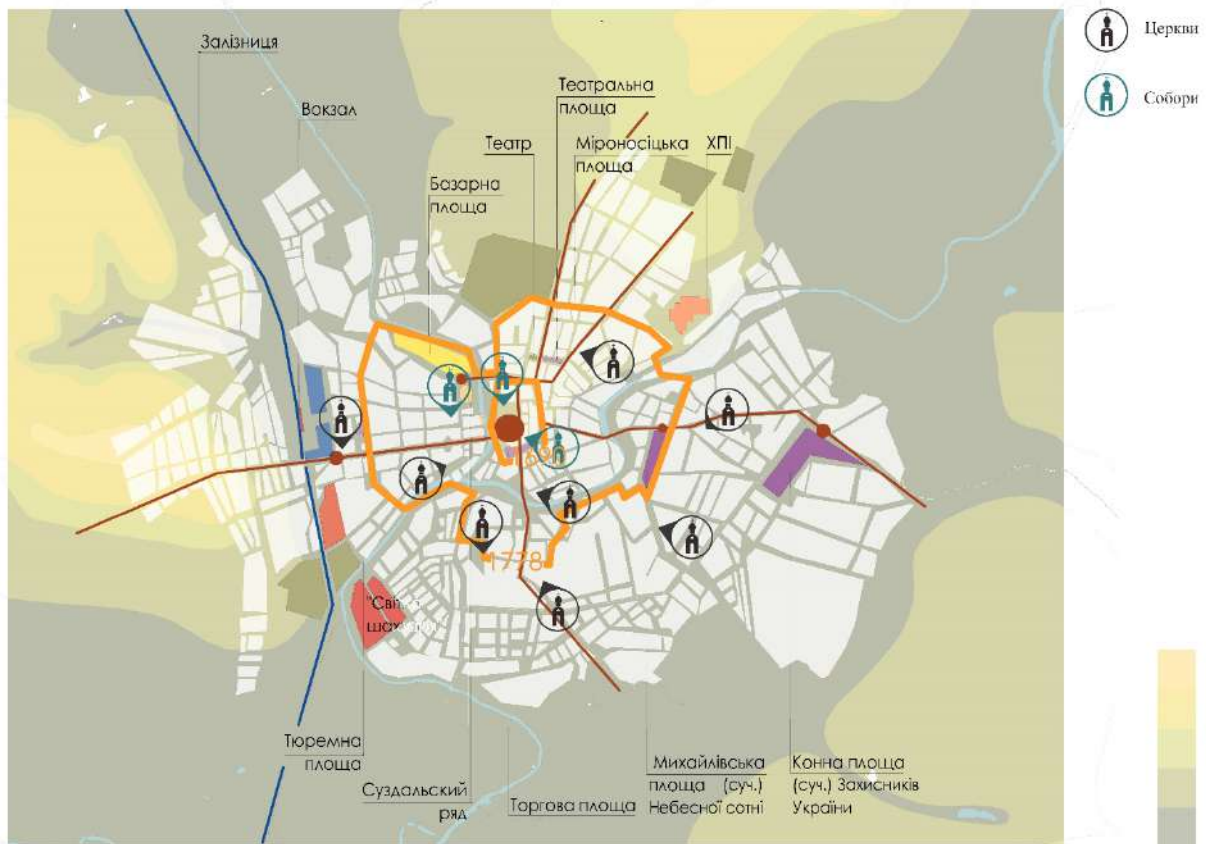 Церкви
Собори
Залізниця
Вокзал
Театральна
площа
Театр
Міроносіцька
площа
ХПІ
Базарна
площа
1778
Тюремна
площа
Суздальский
ряд
Торгова площа
Михайлівська
площа (суч.)
Небесної сотні
Конна площа
(суч.) Захисників
України